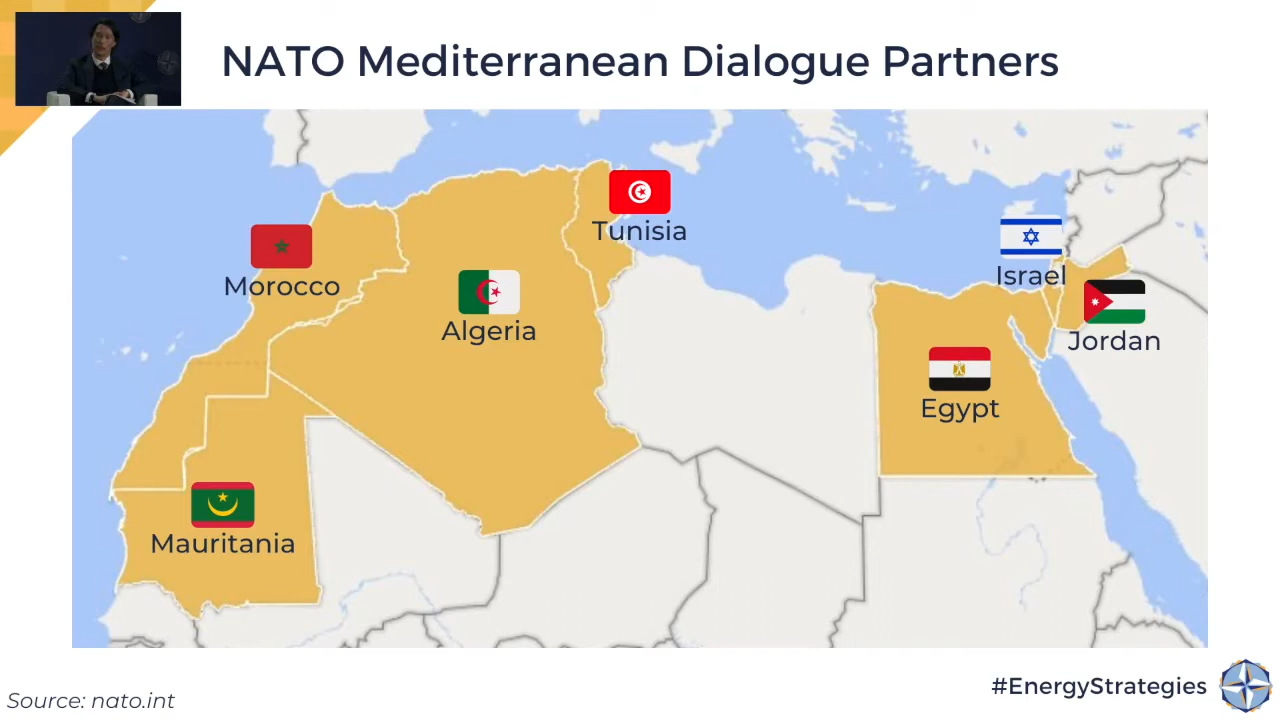 NATO Mediterranean Dialogue Partners
Tunisia
Morocco
Israel
Algeria
Jordan
Egypt
Mauritania
#EnergyStrategies
Source: nato.int